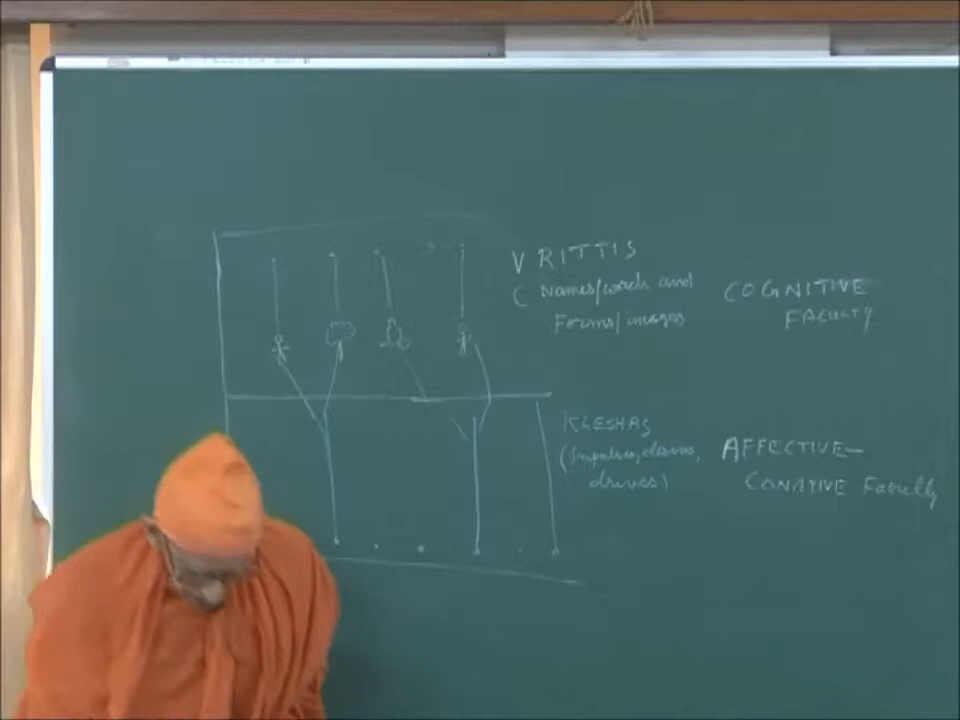 VRITTIS
( Names/words and
Forms/images
COGNITIVE
FACULTY
KLESHAS
(Impulses, desires,
drives)
AFFECTIVE-
CONATIVE Faculty